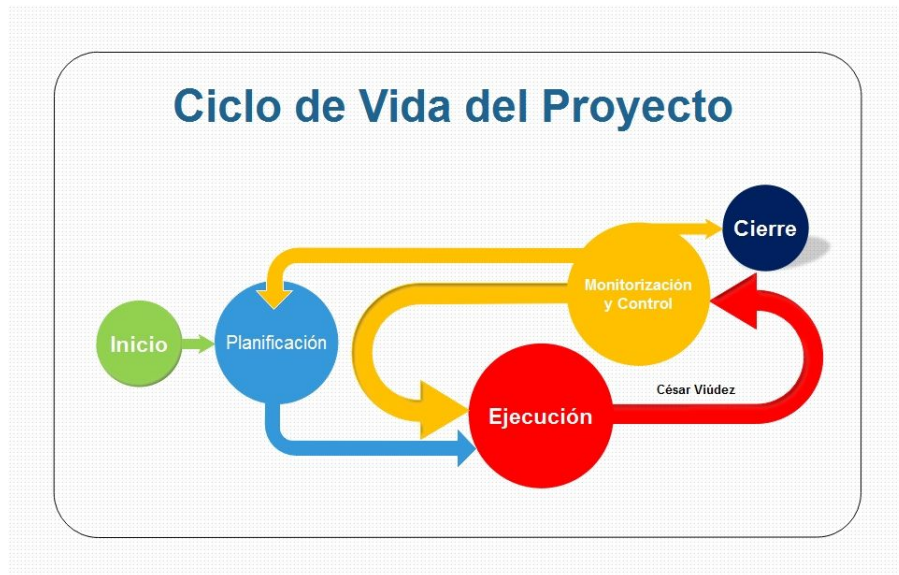 Ciclo de Vida del Proyecto
Cierre
Monitorización
y Control
Inicio
Planificación
César Viúdez
Ejecución